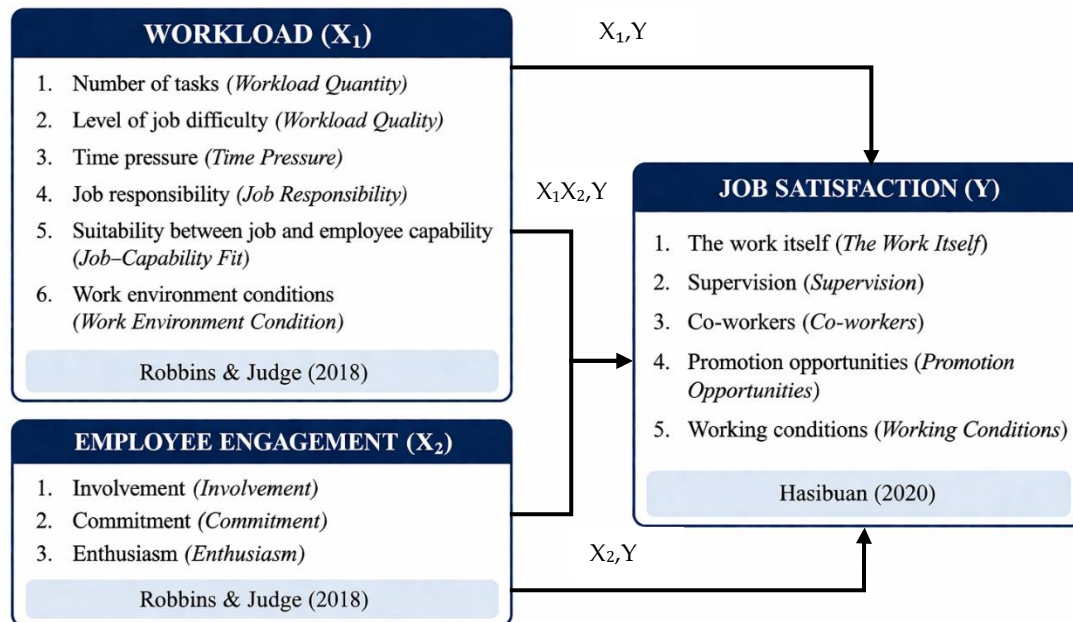 WORKLOAD (X₁)
1. Number of tasks (Workload Quantity)
2. Level of job difficulty (Workload Quality)
3. Time pressure (Time Pressure)
4. Job responsibility (Job Responsibility)
5. Suitability between job and employee capability
(Job–Capability Fit)
6. Work environment conditions
(Work Environment Condition)
Robbins & Judge (2018)
EMPLOYEE ENGAGEMENT (X₂)
1. Involvement (Involvement)
2. Commitment (Commitment)
3. Enthusiasm (Enthusiasm)
Robbins & Judge (2018)
X₁,Y
X₁X₂,Y
X₂,Y
JOB SATISFACTION (Y)
1. The work itself (The Work Itself)
2. Supervision (Supervision)
3. Co-workers (Co-workers)
4. Promotion opportunities (Promotion
Opportunities)
5. Working conditions (Working Conditions)
Hasibuan (2020)